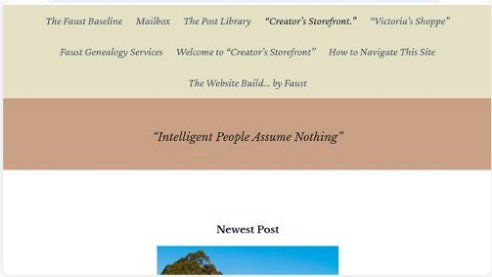 The Faust Baseline Mailbox The Post Library “Creator’s Storefront.” “Victoria’s Shoppe”
Faust Genealogy Services Welcome to “Creator’s Storefront” How to Navigate This Site
The Website Build... by Faust
“Intelligent People Assume Nothing”
Newest Post